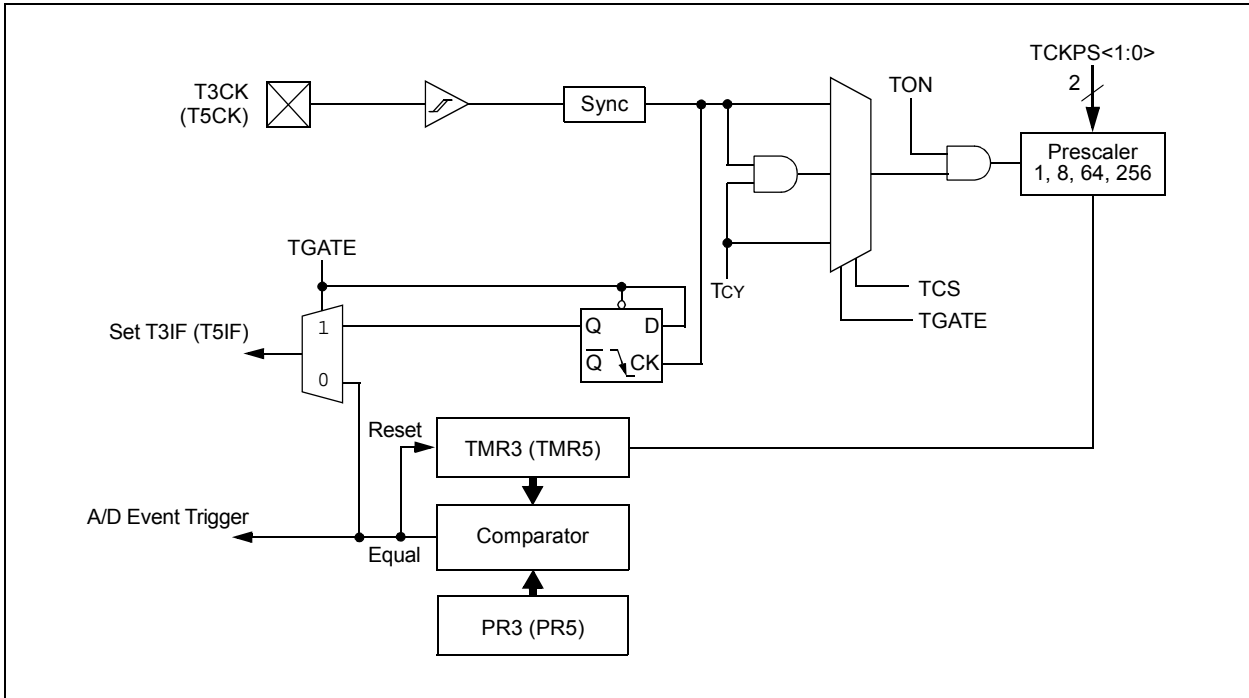 TCKPS<1:0>
2
T3CK
(T5CK)
Sync
TON
Prescaler
1, 8, 64, 256
TGATE
TCY
TCS
TGATE
Set T3IF (T5IF)
1
0
Q
D
Q
CK
Reset
TMR3 (TMR5)
A/D Event Trigger
Equal
Comparator
PR3 (PR5)